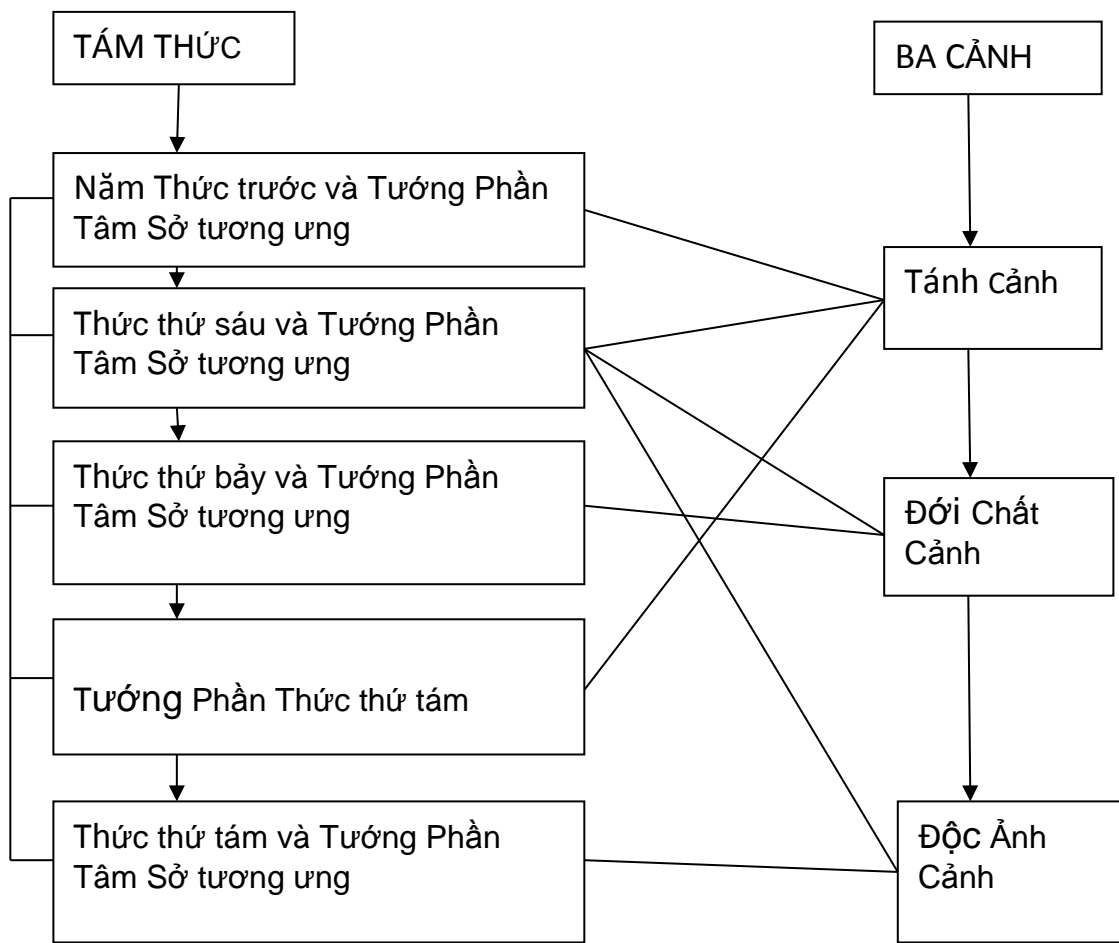 TÁM THỨC
BA CẢNH
Năm Thức trước và Tướng Phần
Tâm Sở tương ưng
Tánh Cảnh
Thức thứ sáu và Tướng Phần
Tâm Sở tương ưng
Thức thứ bảy và Tướng Phần
Tâm Sở tương ưng
Đới Chất
Cảnh
Tướng Phần Thức thứ tám
Thức thứ tám và Tướng Phần
Tâm Sở tương ưng
Độc Ảnh
Cảnh